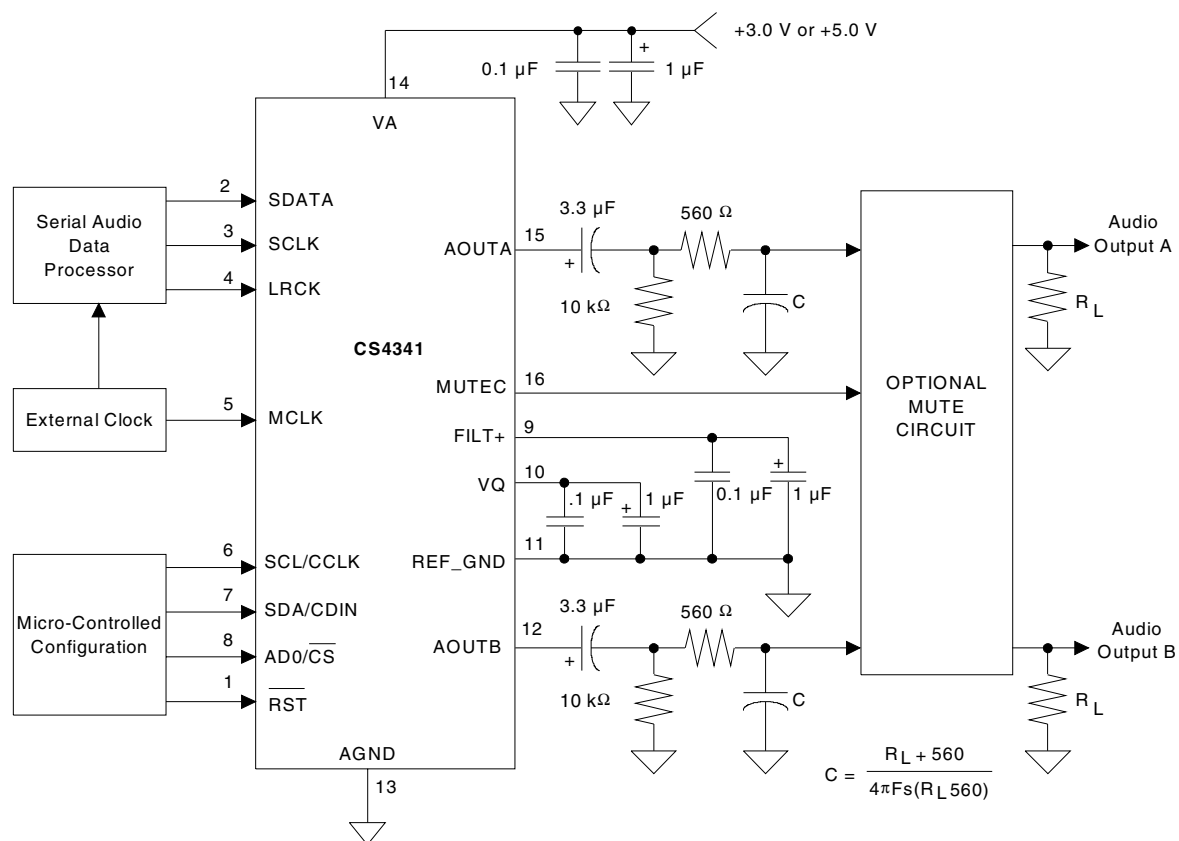 +3.0 V or +5.0 V
0.1 µF
+
1 µF
14
VA
Serial Audio
Data
Processor
2
SDATA
3
SCLK
4
LRCK
External Clock
5
MCLK
CS4341
Micro-Controlled
Configuration
6
SCL/CCLK
7
SDA/CDIN
8
AD0/C̅S̅
1
R̅S̅T̅
AGND
13
AOUTA
15
3.3 µF
+
560 Ω
10 kΩ
C
MUTEC
16
FILT+
9
VQ
10
.1 µF
+
1 µF
0.1 µF
+
1 µF
REF_GND
11
AOUTB
12
3.3 µF
+
560 Ω
10 kΩ
C
OPTIONAL
MUTE
CIRCUIT
Audio
Output A
RL
Audio
Output B
RL
C = RL + 560
4πFs(RL560)